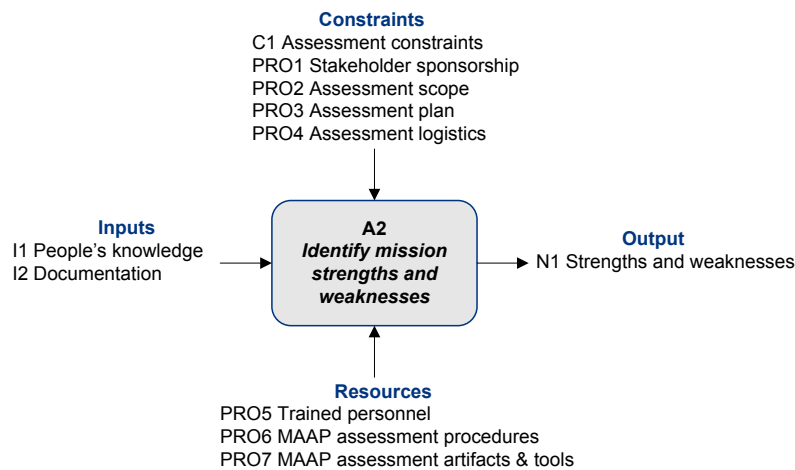 Constraints
C1 Assessment constraints
PRO1 Stakeholder sponsorship
PRO2 Assessment scope
PRO3 Assessment plan
PRO4 Assessment logistics
Inputs
I1 People’s knowledge
I2 Documentation
A2
Identify mission
strengths and
weaknesses
Output
N1 Strengths and weaknesses
Resources
PRO5 Trained personnel
PRO6 MAAP assessment procedures
PRO7 MAAP assessment artifacts & tools